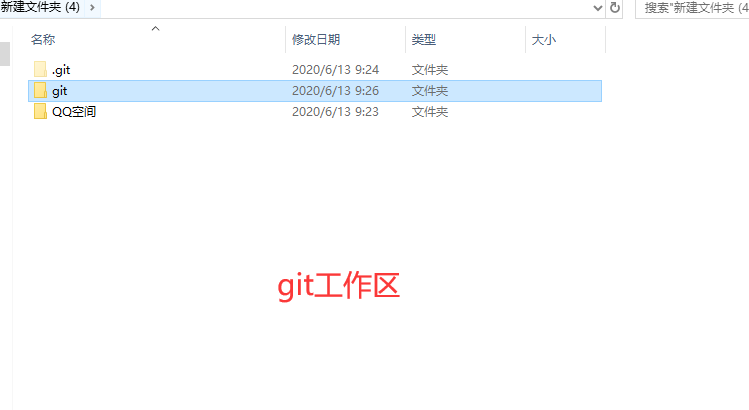 新建文件夹 (4)
搜索"新建文件夹 (4
名称 修改日期 类型 大小
.git 2020/6/13 9:24 文件夹
git 2020/6/13 9:26 文件夹
QQ空间 2020/6/13 9:23 文件夹
git工作区